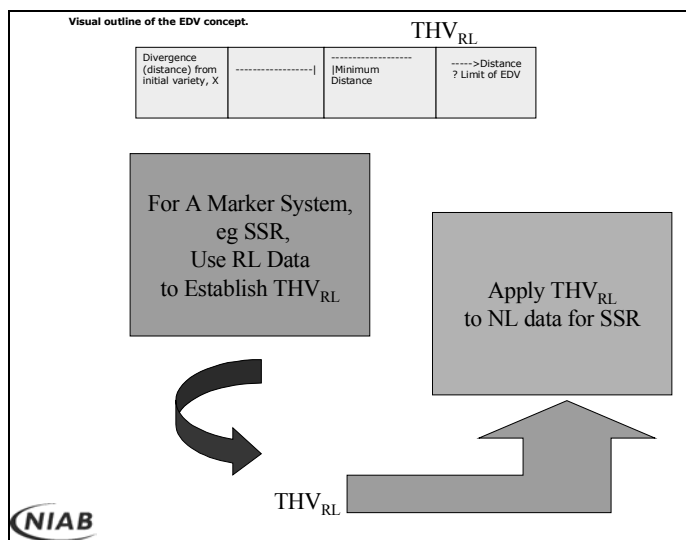 Visual outline of the EDV concept.
THV_RL
Divergence
(distance) from
initial variety, X
------------------|
-------------------
|Minimum
Distance
----->Distance
? Limit of EDV
For A Marker System,
eg SSR,
Use RL Data
to Establish THV_RL
Apply THV_RL
to NL data for SSR
THV_RL
NIAB